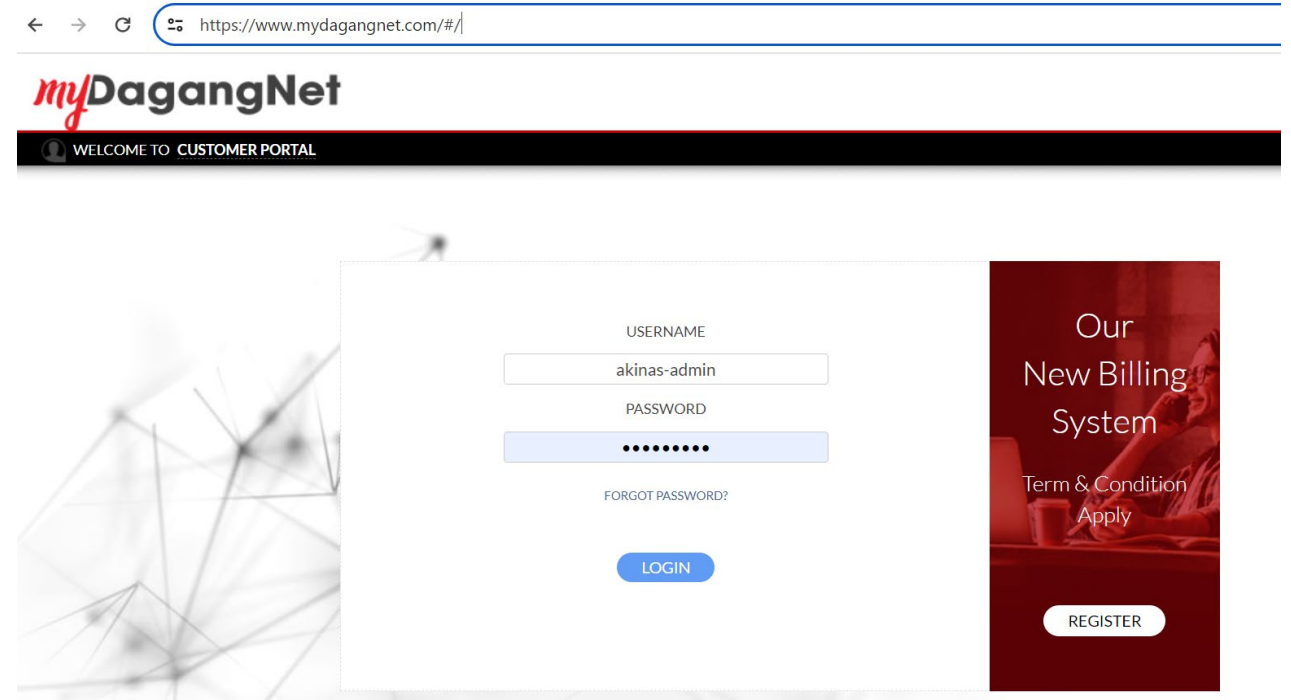 https://www.mydagangnet.com/#/
myDagangNet
WELCOME TO CUSTOMER PORTAL
USERNAME
akinas-admin
PASSWORD
•••••••••
FORGOT PASSWORD?
LOGIN
Our
New Billing
System
Term & Condition
Apply
REGISTER